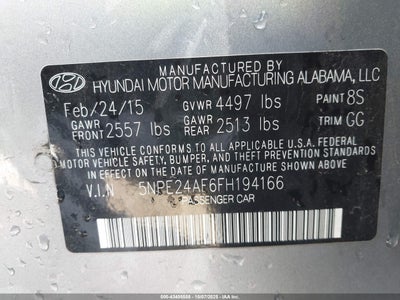 MANUFACTURED BY
HYUNDAI MOTOR MANUFACTURING ALABAMA, LLC
Feb/24/15 GVWR 4497 lbs PAINT 8S
GAWR FRONT 2557 lbs GAWR REAR 2513 lbs TRIM GG
THIS VEHICLE CONFORMS TO ALL APPLICABLE
FEDERAL MOTOR VEHICLE SAFETY, BUMPER, AND THEFT
PREVENTION STANDARDS IN EFFECT ON THE DATE OF
MANUFACTURE SHOWN ABOVE.
V.I.N 5NPE24AF6FH194166
PASSENGER CAR